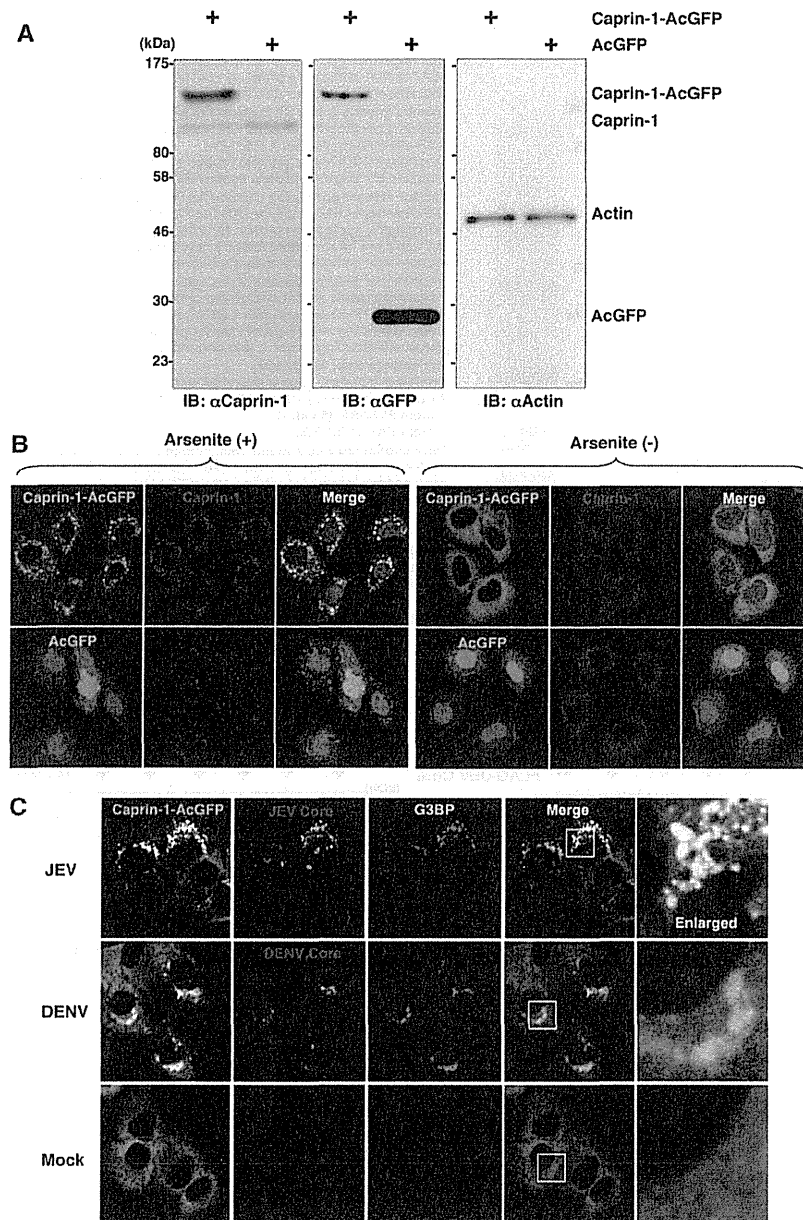 A
+ + + Caprin-1-AcGFP
(kDa) + + + AcGFP
175-
Caprin-1-AcGFP
Caprin-1
80-
58-
Actin
46-
30-
AcGFP
23-
IB: αCaprin-1 IB: αGFP IB: αActin
B
Arsenite (+) Arsenite (-)
Caprin-1-AcGFP Caprin-1 Merge Caprin-1-AcGFP Caprin-1 Merge
AcGFP AcGFP
C
Caprin-1-AcGFP JEV Core G3BP Merge
JEV
Enlarged
DENV Core
DENV
Mock